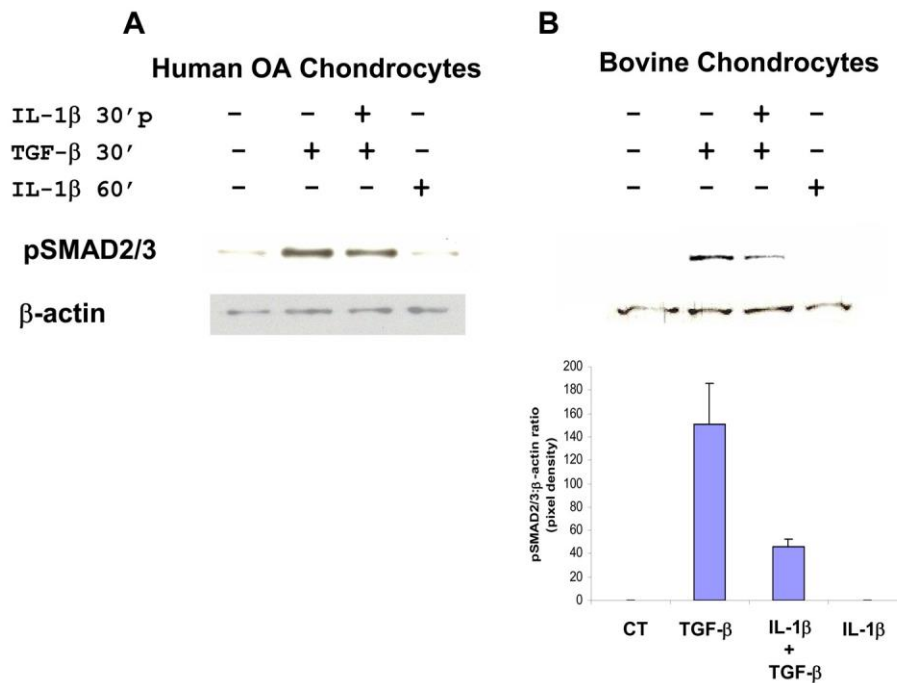 A
Human OA Chondrocytes
IL-1β 30′p - - + -
TGF-β 30′ - + + -
IL-1β 60′ - - - +
pSMAD2/3
β-actin
B
Bovine Chondrocytes
- - + -
- + + -
- - - +
200
180
160
140
120
100
80
60
40
20
0
pSMAD2/3:β-actin ratio
(pixel density)
CT TGF-β IL-1β IL-1β
+
TGF-β